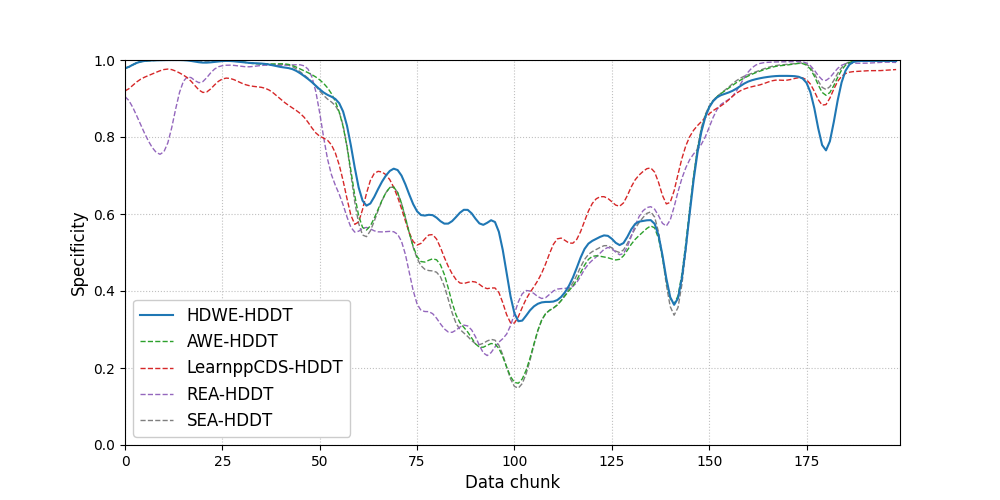 1.0
0.8
0.6
0.4
0.2
0.0
Specificity
HDWE-HDDT
AWE-HDDT
LearnppCDS-HDDT
REA-HDDT
SEA-HDDT
0 25 50 75 100 125 150 175
Data chunk